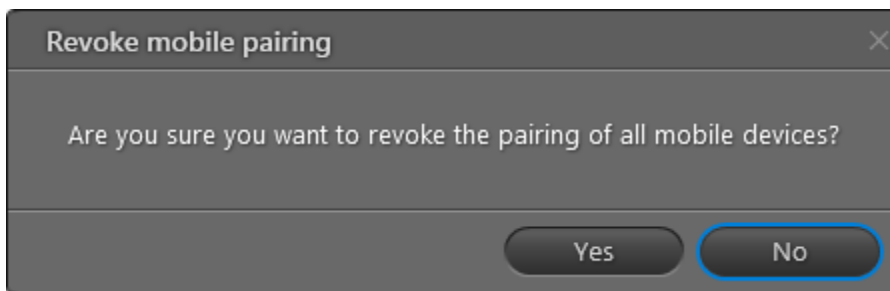 Revoke mobile pairing
Are you sure you want to revoke the pairing of all mobile devices?
Yes No